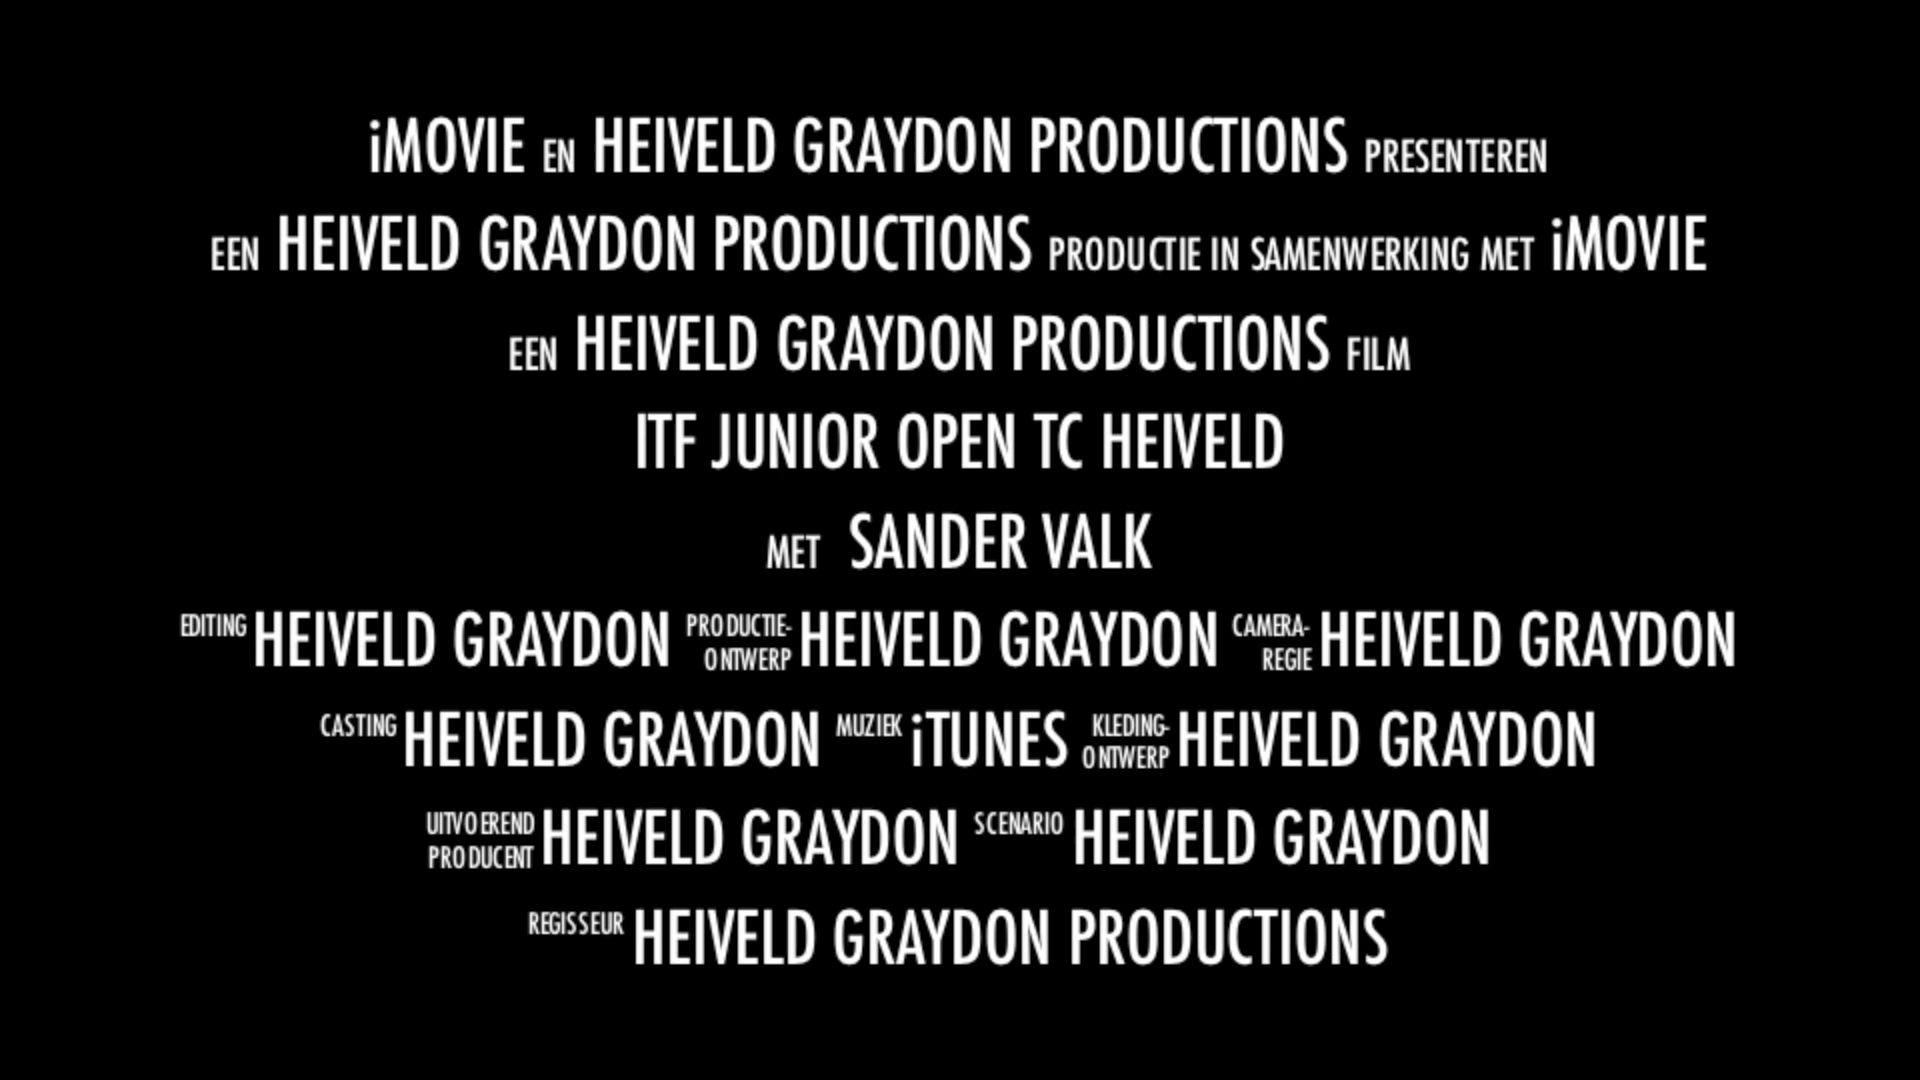 iMOVIE EN HEIVELD GRAYDON PRODUCTIONS PRESENTEREN
EEN HEIVELD GRAYDON PRODUCTIONS PRODUCTIE IN SAMENWERKING MET iMOVIE
EEN HEIVELD GRAYDON PRODUCTIONS FILM
ITF JUNIOR OPEN TC HEIVELD
MET SANDER VALK
EDITING HEIVELD GRAYDON PRODUCTIE-ONTWERP HEIVELD GRAYDON CAMERA-REGIE HEIVELD GRAYDON
CASTING HEIVELD GRAYDON MUZIEK iTUNES KLEDING-ONTWERP HEIVELD GRAYDON
UITVOEREND PRODUCENT HEIVELD GRAYDON SCENARIO HEIVELD GRAYDON
REGISSEUR HEIVELD GRAYDON PRODUCTIONS